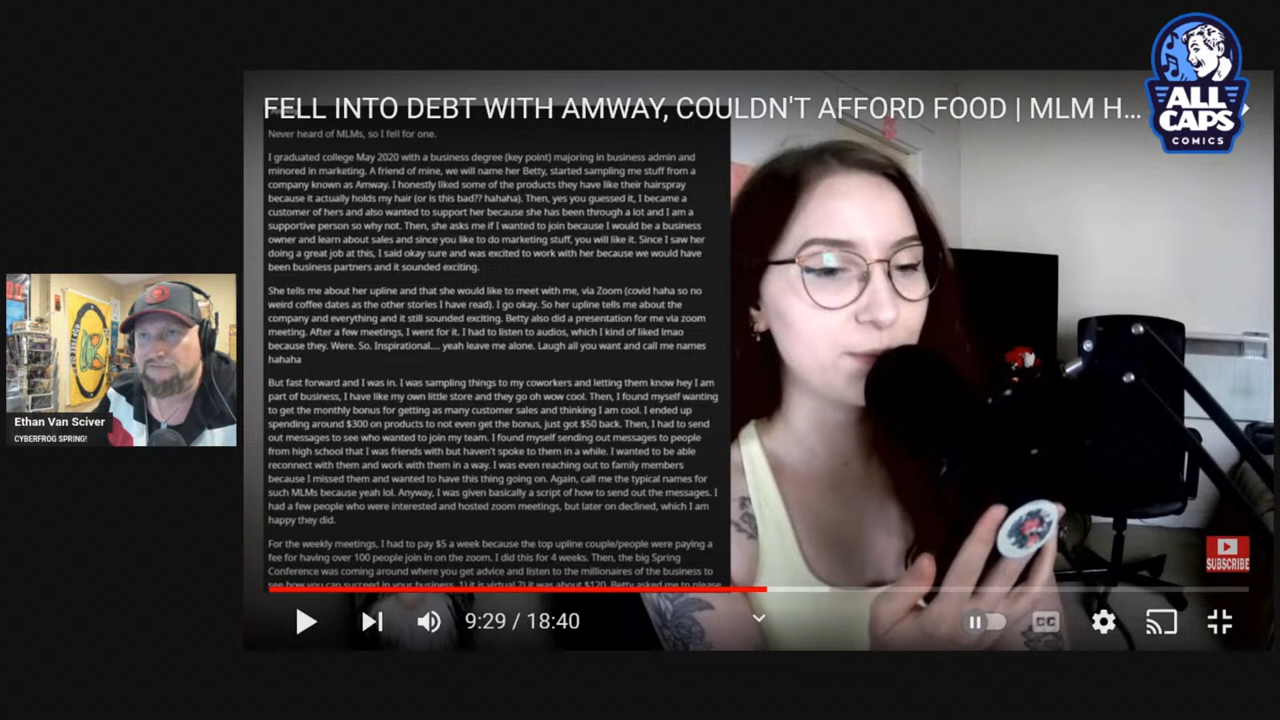 FELL INTO DEBT WITH AMWAY, COULDN'T AFFORD FOOD | MLM H...
ALL
CAPS
COMICS
Never heard of MLMs, so I fell for one.
I graduated college May 2020 with a business degree (key point) majoring in business admin and
minored in marketing. A friend of mine, we will name her Betty, started sampling me stuff from a
company known as Amway. I honestly liked some of the products they have like their hairspray
because it actually holds my hair (or is this bad?? hahaha). Then, yes you guessed it, I became a
customer of hers and also wanted to support her because she has been through a lot and I am a
supportive person so why not. Then, she asks me if I wanted to join because I would be a business
owner and learn about sales and since you like to do marketing stuff, you will like it. Since I saw her
doing a great job at this, I said okay sure and was excited to work with her because we would have
been business partners and it sounded exciting.
She tells me about her upline and that she would like to meet with me, via Zoom (covid haha so no
weird coffee dates as the other stories I have read). I go okay. So her upline tells me about the
company and everything and it still sounded exciting. Betty also did a presentation for me via zoom
meeting. After a few meetings, I went for it. I had to listen to audios, which I kind of liked lmao
because they. Were. So. Inspirational.... yeah leave me alone. Laugh all you want and call me names
hahaha
But fast forward and I was in. I was sampling things to my coworkers and letting them know hey I am
part of business, I have like my own little store and they go oh wow cool. Then, I found myself wanting
to get the monthly bonus for getting as many customer sales and thinking I am cool. I ended up
spending around $300 on products to not even get the bonus, just got $50 back. Then, I had to send
out messages to see who wanted to join my team. I found myself sending out messages to people
from high school that I was friends with but haven't spoke to them in a while. I wanted to be able
reconnect with them and work with them in a way. I was even reaching out to family members
because I missed them and wanted to have this thing going on. Again, call me the typical names for
such MLMs because yeah lol. Anyway, I was given basically a script of how to send out the messages. I
had a few people who were interested and hosted zoom meetings, but later on declined, which I am
happy they did.
For the weekly meetings, I had to pay $5 a week because the top upline couple/people were paying a
fee for having over 100 people join in on the zoom. I did this for 4 weeks. Then, the big Spring
Conference was coming around where you get advice and listen to the millionaires of the business to
see how you can succeed in your business. 1) it is virtual 2) it was about $120. Betty asked me to please
Ethan Van Sciver
CYBERFROG SPRING!
SUBSCRIBE
9:29 / 18:40
CC